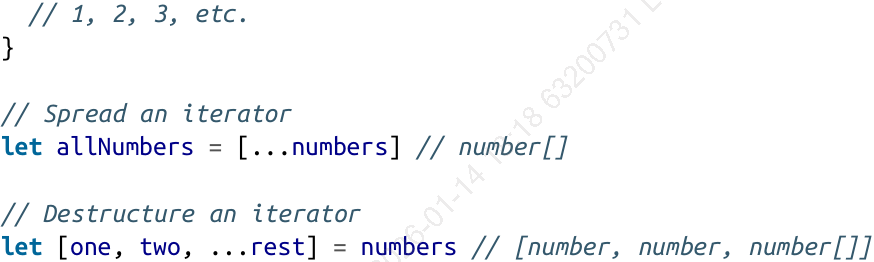 // 1, 2, 3, etc.
}
// Spread an iterator
let allNumbers = [...numbers] // number[]
// Destructure an iterator
let [one, two, ...rest] = numbers // [number, number, number[]]